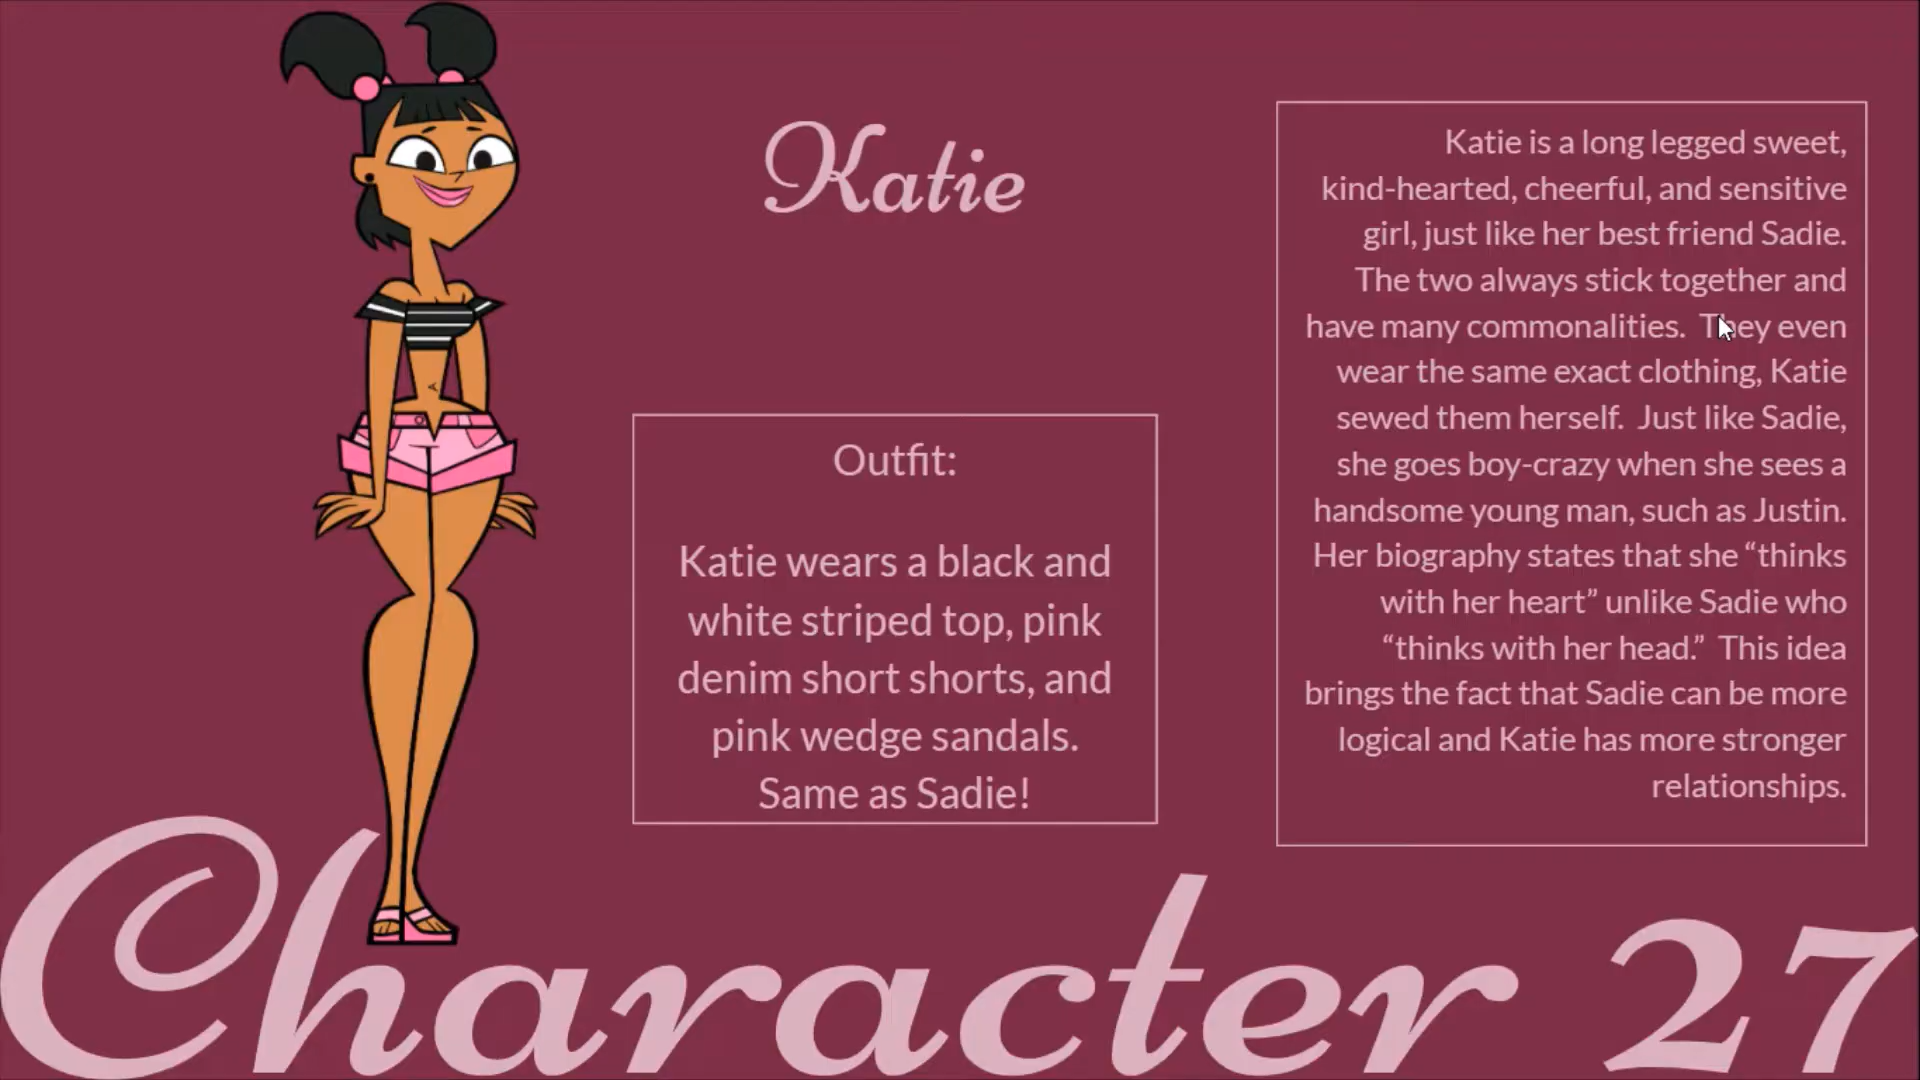 Katie
Outfit:
Katie wears a black and
white striped top, pink
denim short shorts, and
pink wedge sandals.
Same as Sadie!
Katie is a long legged sweet,
kind-hearted, cheerful, and sensitive
girl, just like her best friend Sadie.
The two always stick together and
have many commonalities.  They even
wear the same exact clothing, Katie
sewed them herself.  Just like Sadie,
she goes boy-crazy when she sees a
handsome young man, such as Justin.
Her biography states that she “thinks
with her heart” unlike Sadie who
“thinks with her head.”  This idea
brings the fact that Sadie can be more
logical and Katie has more stronger
relationships.
Character 27